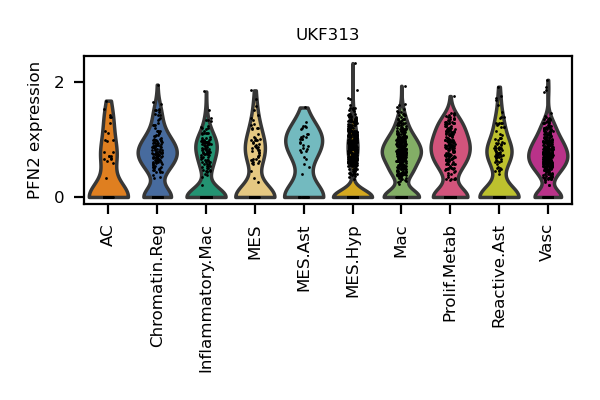 UKF313
PFN2 expression
2
0
AC
Chromatin.Reg
Inflammatory.Mac
MES
MES.Ast
MES.Hyp
Mac
Prolif.Metab
Reactive.Ast
Vasc